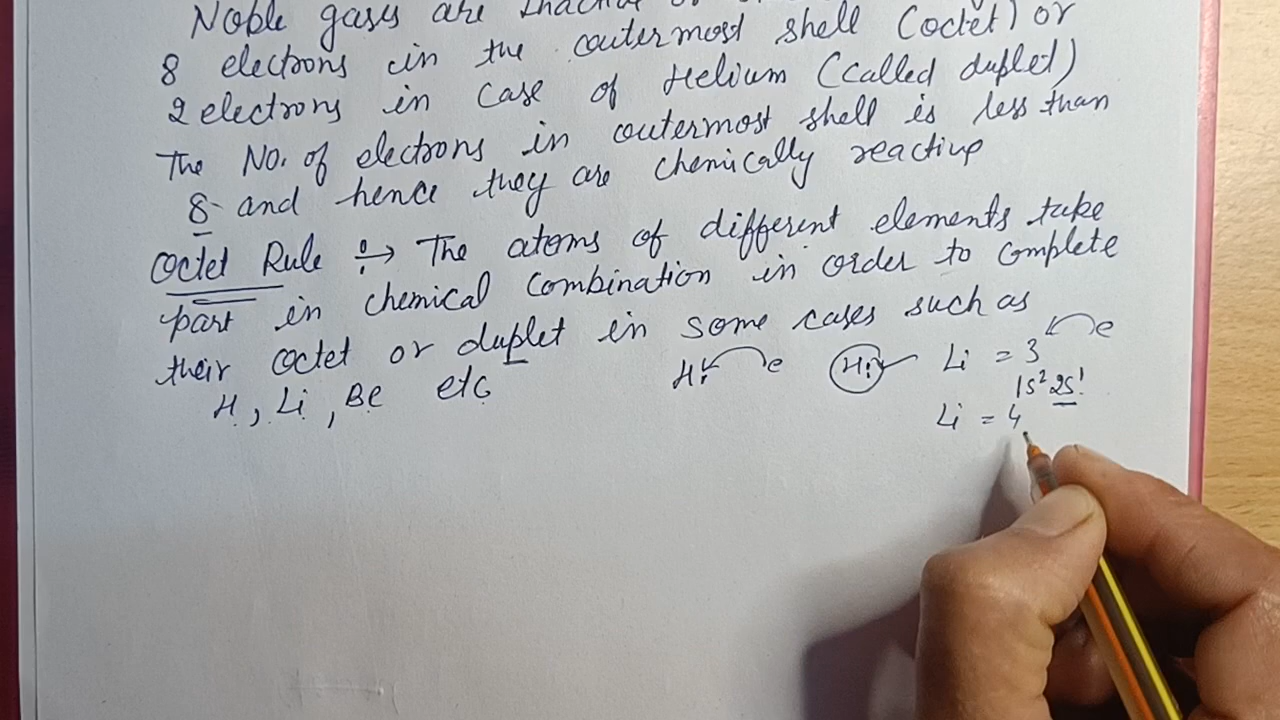 Noble gases are
8 electrons in the outermost shell (octet) or
2 electrons in case of Helium (called duplet)
The No. of electrons in outermost shell is less than
8 and hence they are chemically reactive
Octet Rule :→ The atoms of different elements take
part in chemical combination in order to complete
their octet or duplet in some cases such as
H, Li, Be etc
H: e
H:
Li = 3 e
1s² 2s¹
Li = 4